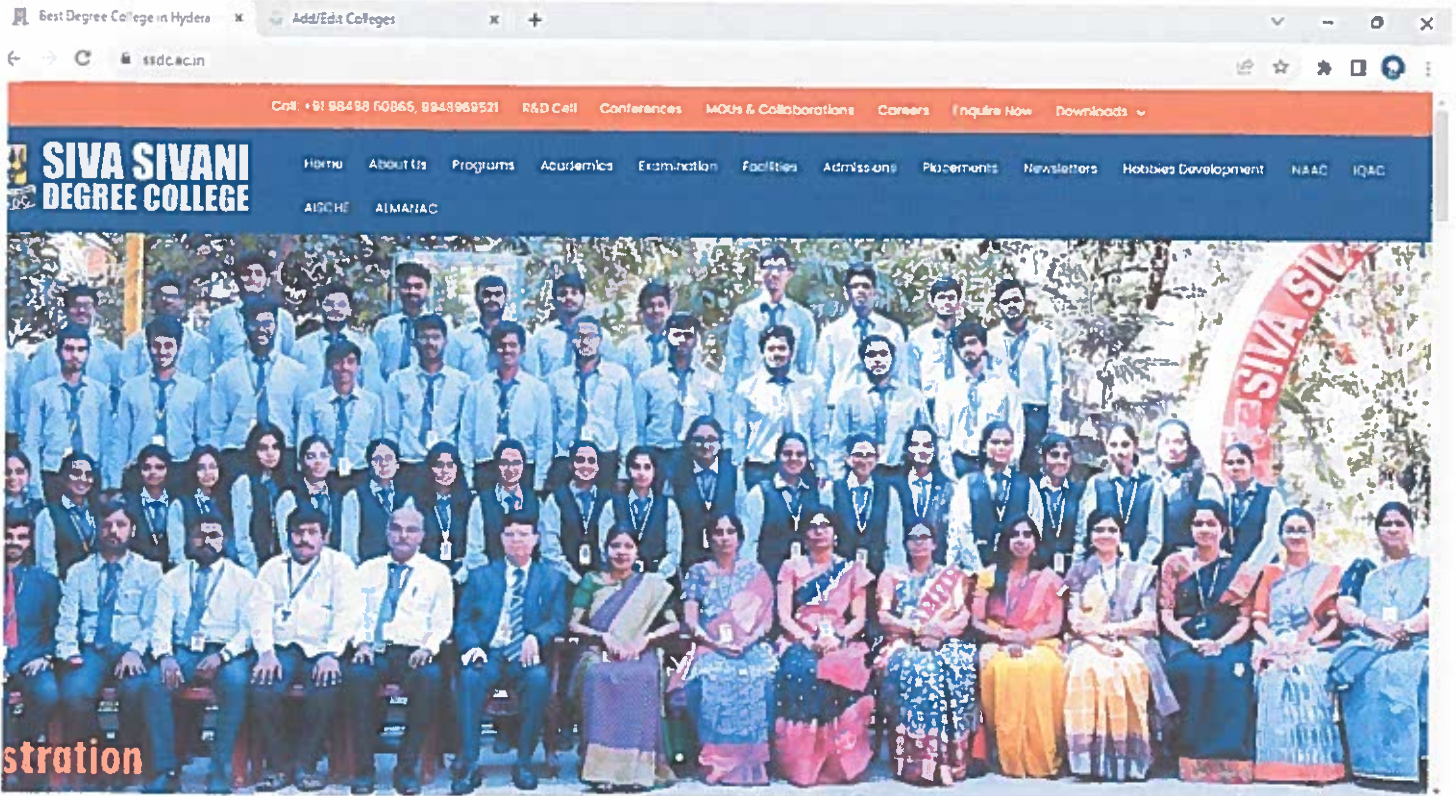 Best Degree College in Hydera
Add/Edit Colleges
ssdc.ac.in
Call: +91 98498 60865, 9948969521 R&D Cell Conferences MOUs & Collaborations Careers Enquire Now Downloads
SIVA SIVANI
DEGREE COLLEGE
Home About Us Programs Academics Examination Facilities Admissions Placements Newsletters Hobbies Development NAAC IQAC
AISCHE ALMANAC
SIVA SIV
stration